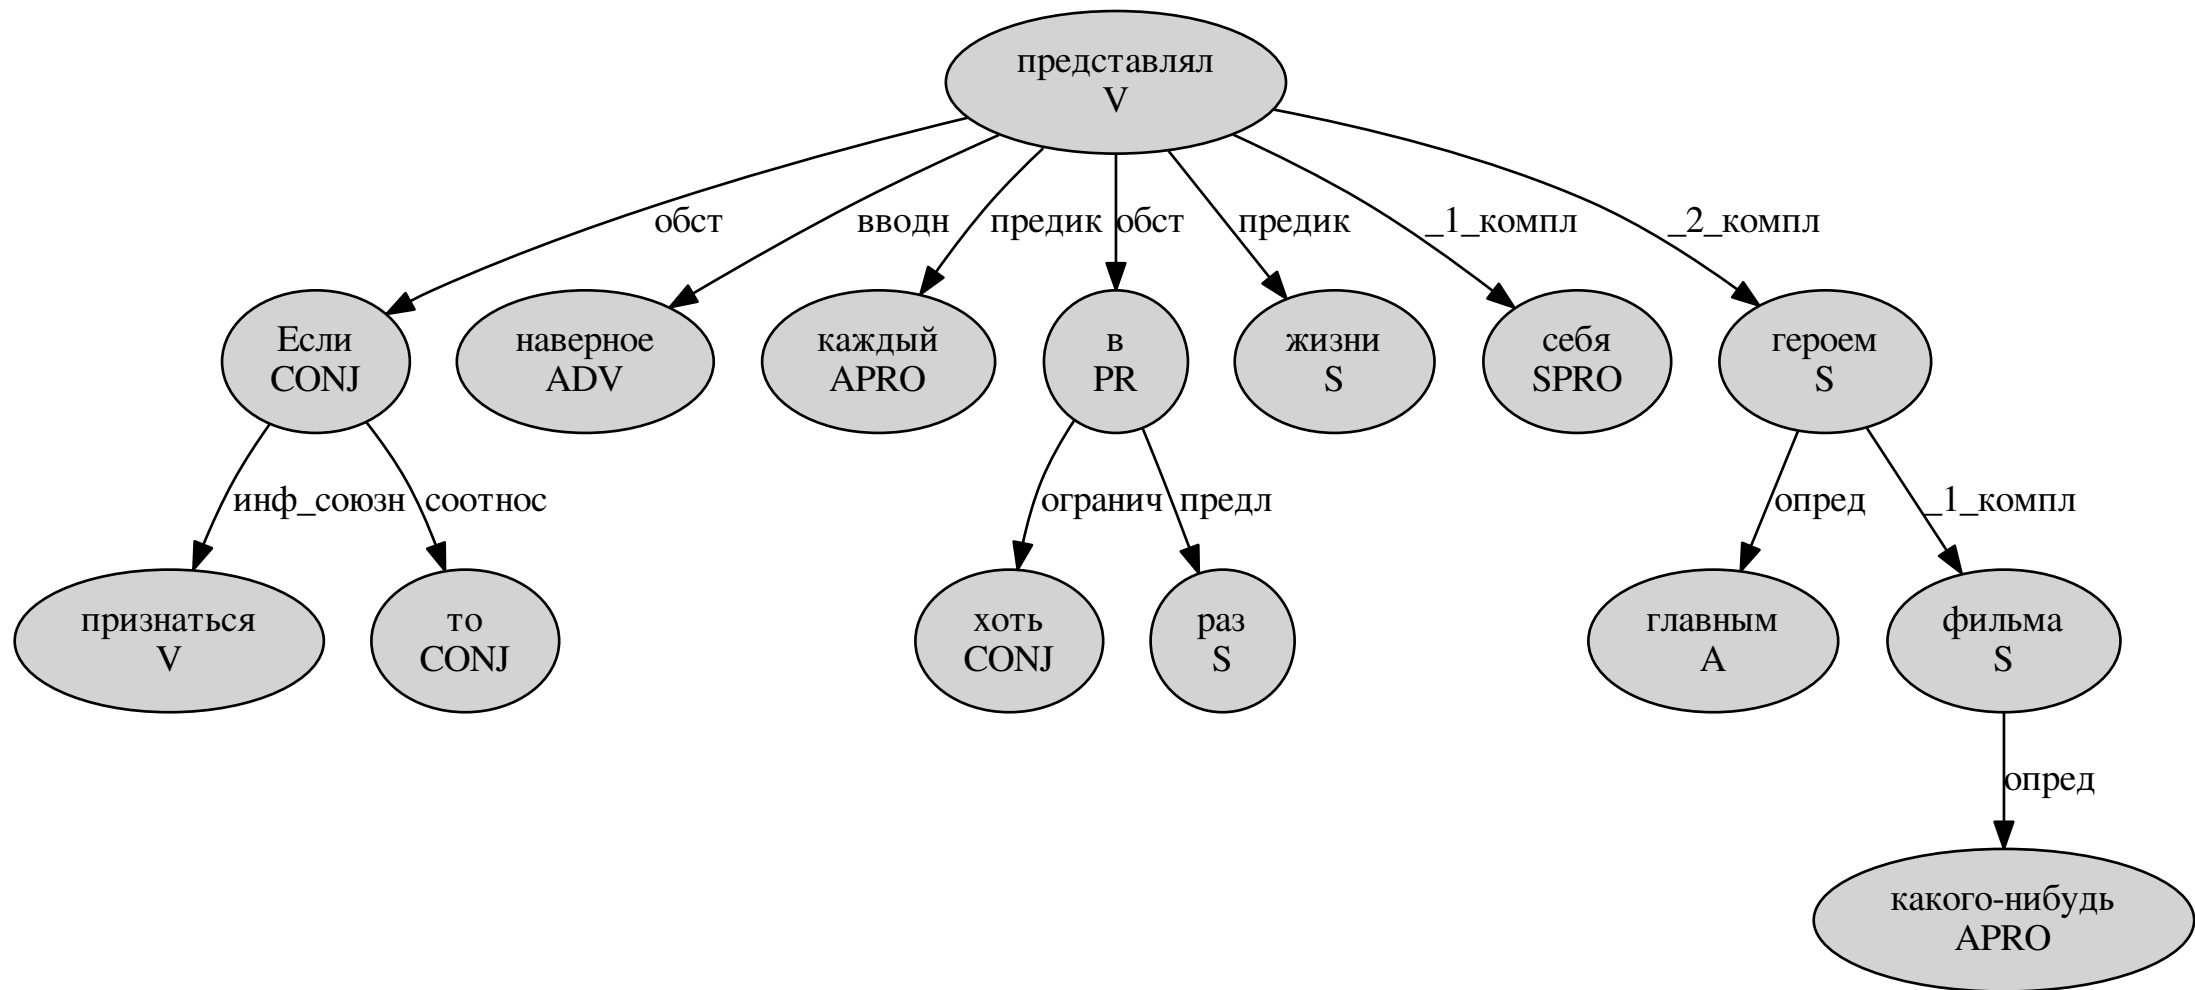 представлял
V
обст
вводн
предик
обст
предик
_1_компл
_2_компл
Если
CONJ
наверное
ADV
каждый
APRO
в
PR
жизни
S
себя
SPRO
героем
S
инф_союзн
соотнос
огранич
предл
опред
_1_компл
признаться
V
то
CONJ
хоть
CONJ
раз
S
главным
A
фильма
S
опред
какого-нибудь
APRO